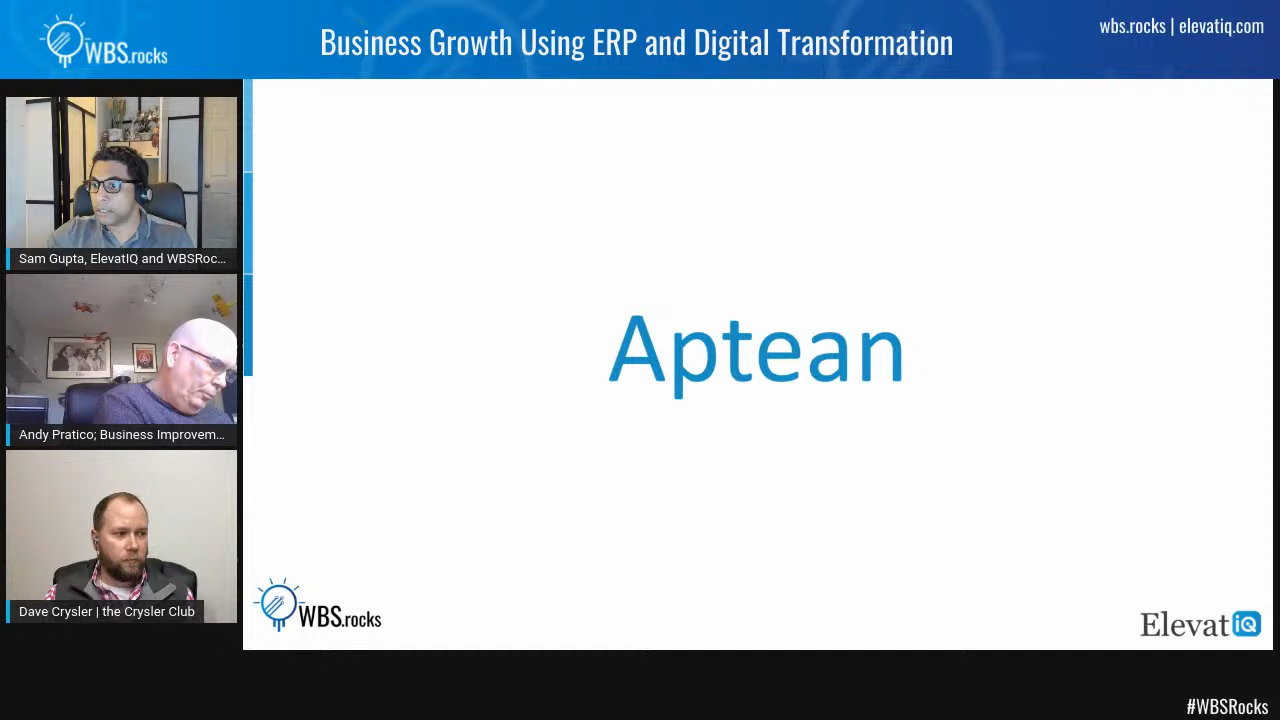 WBS.rocks
Business Growth Using ERP and Digital Transformation
wbs.rocks | elevatiq.com
Sam Gupta, ElevatIQ and WBSRoc...
Andy Pratico; Business Improvem...
Dave Crysler | the Crysler Club
Aptean
WBS.rocks
ElevatiQ
#WBSRocks